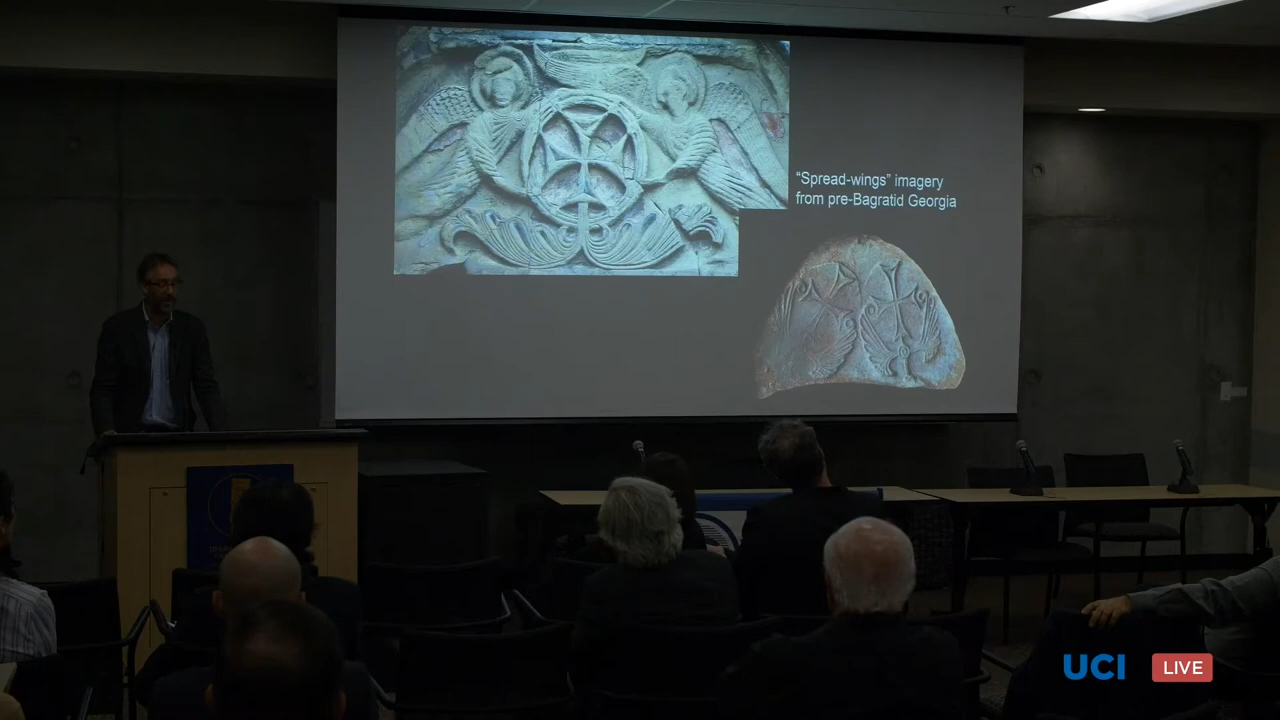 “Spread-wings” imagery
from pre-Bagratid Georgia
UCI LIVE